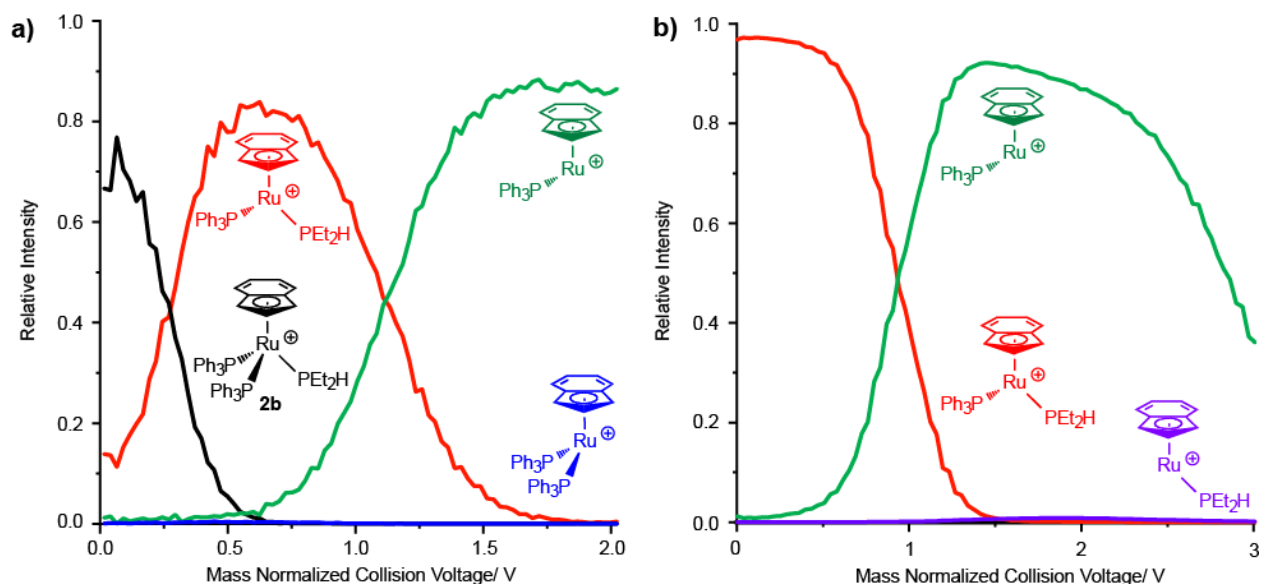 a)
Relative Intensity
1.0
0.8
0.6
0.4
0.2
0.0
0.0
0.5
1.0
1.5
2.0
Mass Normalized Collision Voltage/ V
Ru ⊕
Ph₃P
PEt₂H
Ru ⊕
Ph₃P
Ph₃P
PEt₂H
2b
Ru ⊕
Ph₃P
Ru ⊕
Ph₃P
Ph₃P
b)
Relative Intensity
1.0
0.8
0.6
0.4
0.2
0.0
0
1
2
3
Mass Normalized Collision Voltage/ V
Ru ⊕
Ph₃P
Ru ⊕
Ph₃P
PEt₂H
Ru ⊕
PEt₂H